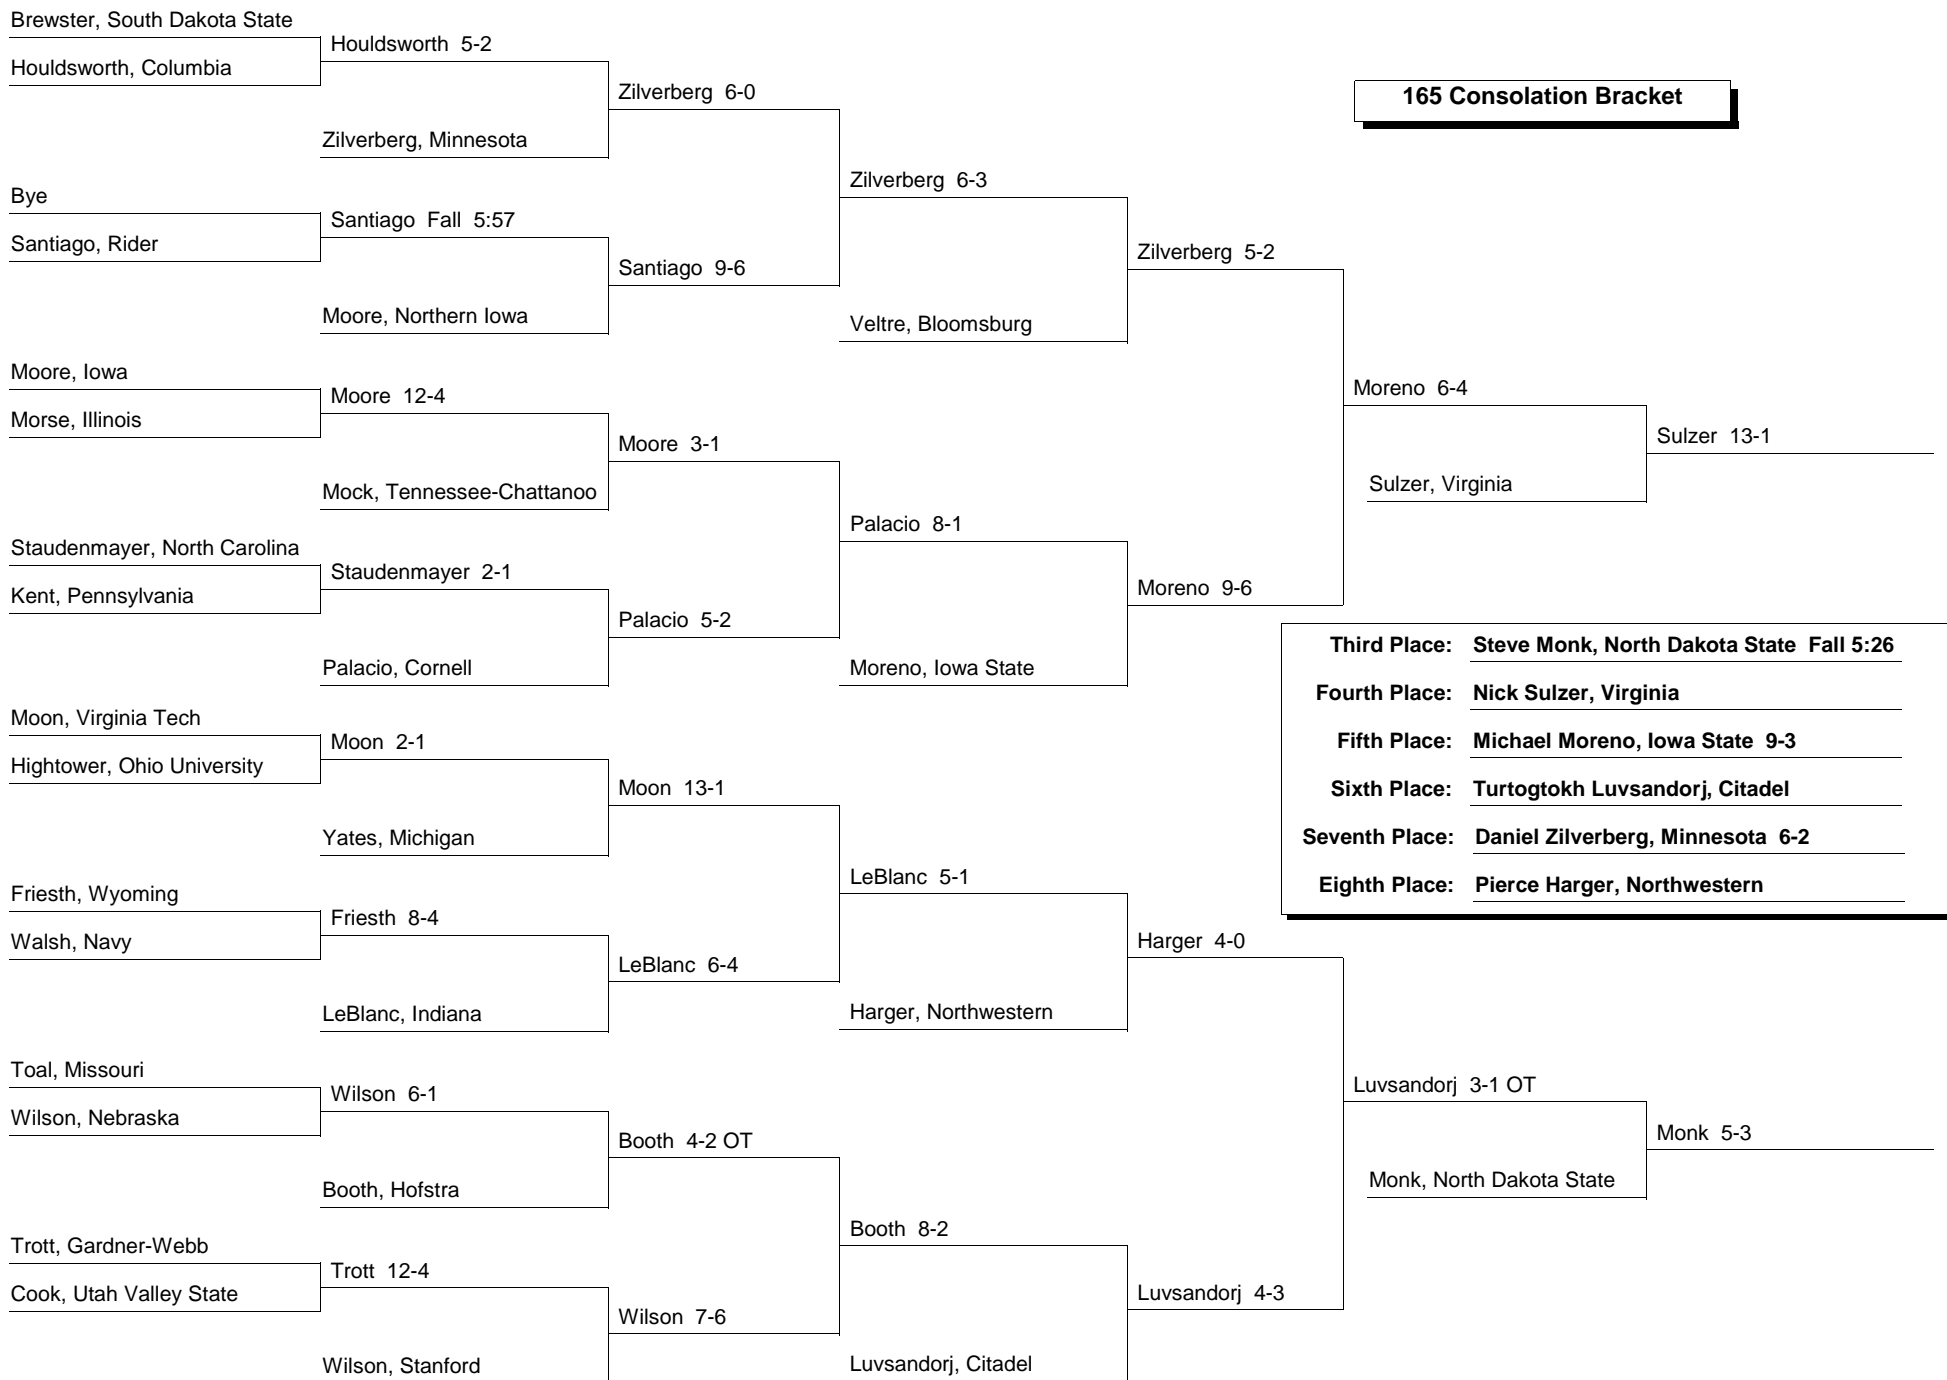 Brewster, South Dakota State
Houldsworth 5-2
Houldsworth, Columbia
Zilverberg 6-0
165 Consolation Bracket
Zilverberg, Minnesota
Zilverberg 6-3
Bye
Santiago Fall 5:57
Santiago, Rider
Zilverberg 5-2
Santiago 9-6
Moore, Northern Iowa
Veltre, Bloomsburg
Moore, Iowa
Moreno 6-4
Moore 12-4
Morse, Illinois
Sulzer 13-1
Moore 3-1
Sulzer, Virginia
Mock, Tennessee-Chattanoo
Palacio 8-1
Staudenmayer, North Carolina
Staudenmayer 2-1
Moreno 9-6
Kent, Pennsylvania
Palacio 5-2
Third Place: Steve Monk, North Dakota State Fall 5:26
Palacio, Cornell
Moreno, Iowa State
Fourth Place: Nick Sulzer, Virginia
Moon, Virginia Tech
Moon 2-1
Fifth Place: Michael Moreno, Iowa State 9-3
Hightower, Ohio University
Moon 13-1
Sixth Place: Turtogtokh Luvsandorj, Citadel
Yates, Michigan
Seventh Place: Daniel Zilverberg, Minnesota 6-2
LeBlanc 5-1
Eighth Place: Pierce Harger, Northwestern
Friesth, Wyoming
Friesth 8-4
Walsh, Navy
Harger 4-0
LeBlanc 6-4
LeBlanc, Indiana
Harger, Northwestern
Toal, Missouri
Luvsandorj 3-1 OT
Wilson 6-1
Wilson, Nebraska
Monk 5-3
Booth 4-2 OT
Monk, North Dakota State
Booth, Hofstra
Booth 8-2
Trott, Gardner-Webb
Trott 12-4
Cook, Utah Valley State
Luvsandorj 4-3
Wilson 7-6
Wilson, Stanford
Luvsandorj, Citadel